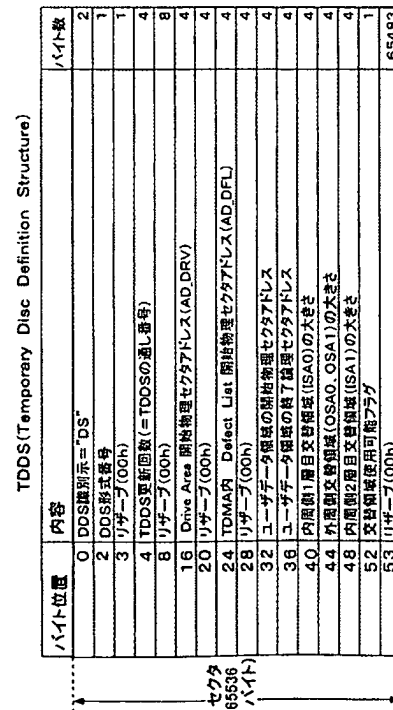 TDDS(Temporary Disc Definition Structure)
バイト位置 内容 バイト数
0 DDS識別示="DS" 2
2 DDS形式番号 1
3 リザーブ(00h) 1
4 TDDS更新回数(=TDDSの通し番号) 4
8 リザーブ(00h) 8
16 Drive Area 開始物理セクタアドレス(AD_DRV) 4
20 リザーブ(00h) 4
24 TDMA内 Defect List 開始物理セクタアドレス(AD_DFL) 4
28 リザーブ(00h) 4
32 ユーザデータ領域の開始物理セクタアドレス 4
36 ユーザデータ領域の終了論理セクタアドレス 4
40 内周側1層目交替領域(ISA0)の大きさ 4
44 外周側交替領域(OSA0、OSA1)の大きさ 4
48 内周側2層目交替領域(ISA1)の大きさ 4
52 交替領域使用可能フラグ 1
53 リザーブ(00h) 65483
セクタ
65536
バイト)